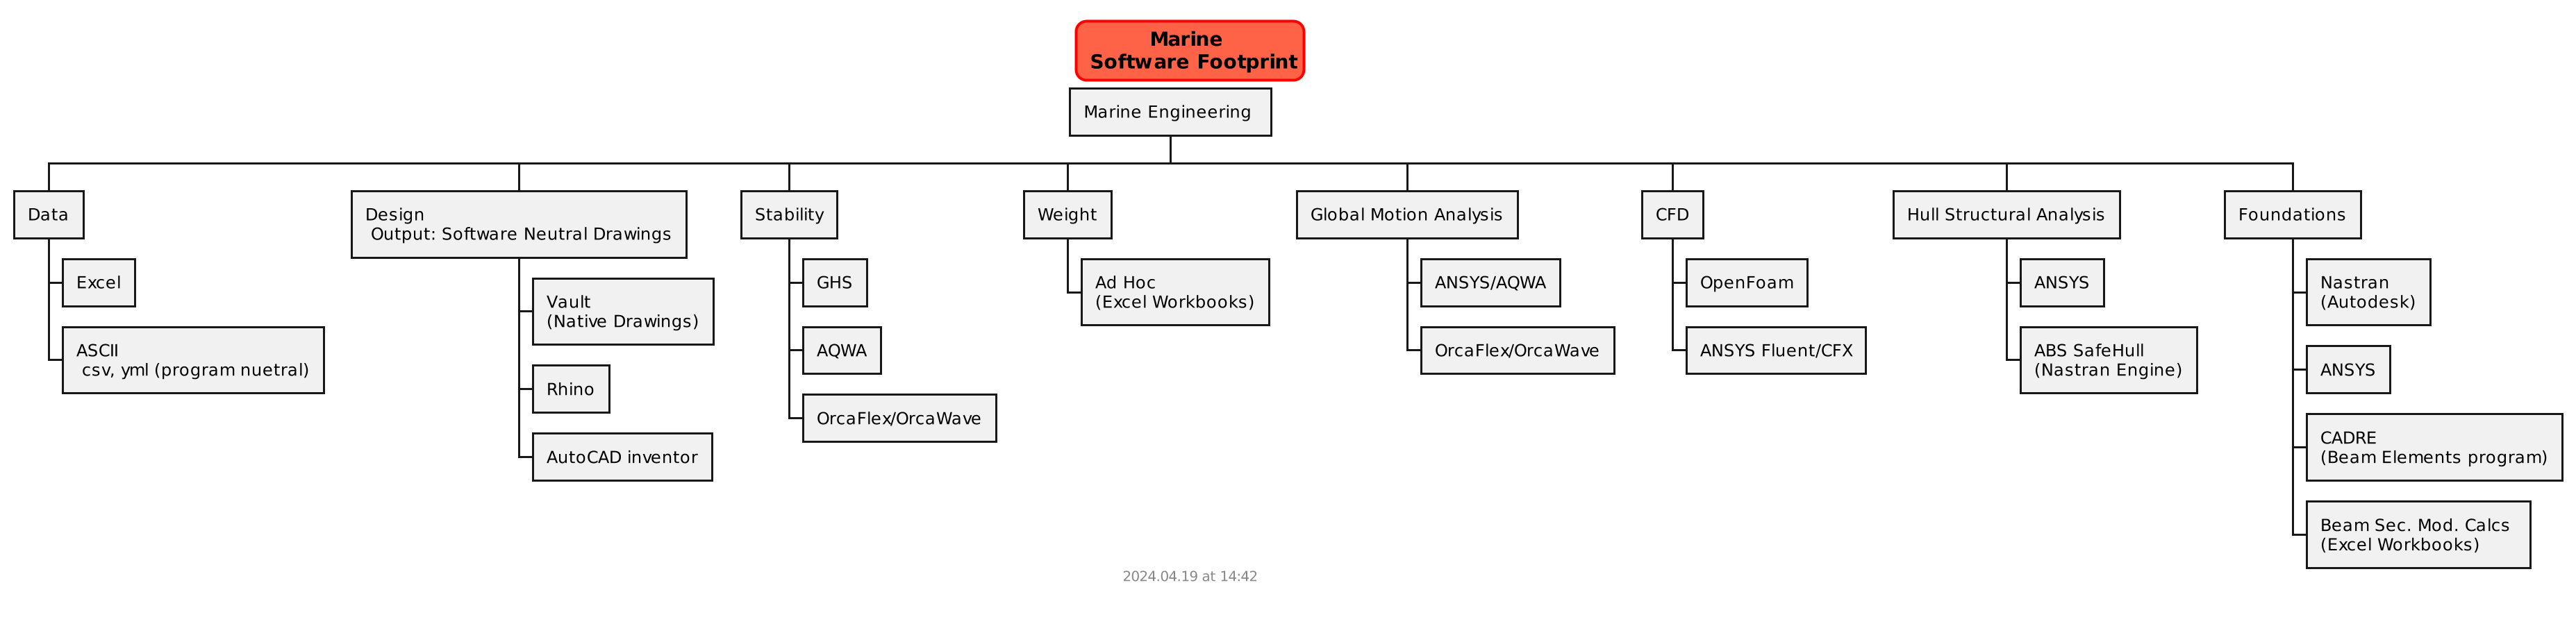 Marine
Software Footprint
Marine Engineering
Data
Excel
ASCII
csv, yml (program nuetral)
Design
Output: Software Neutral Drawings
Vault
(Native Drawings)
Rhino
AutoCAD inventor
Stability
GHS
AQWA
OrcaFlex/OrcaWave
Weight
Ad Hoc
(Excel Workbooks)
Global Motion Analysis
ANSYS/AQWA
OrcaFlex/OrcaWave
CFD
OpenFoam
ANSYS Fluent/CFX
Hull Structural Analysis
ANSYS
ABS SafeHull
(Nastran Engine)
Foundations
Nastran
(Autodesk)
ANSYS
CADRE
(Beam Elements program)
Beam Sec. Mod. Calcs
(Excel Workbooks)
2024.04.19 at 14:42